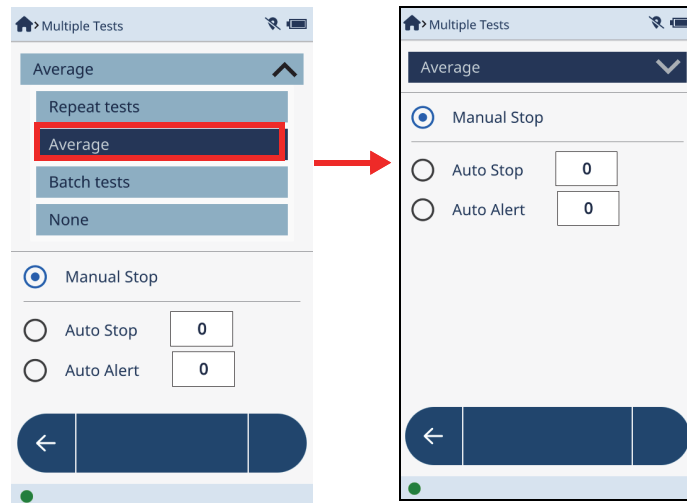 Multiple Tests
Average
Repeat tests
Average
Batch tests
None
Manual Stop
Auto Stop 0
Auto Alert 0
Multiple Tests
Average
Manual Stop
Auto Stop 0
Auto Alert 0